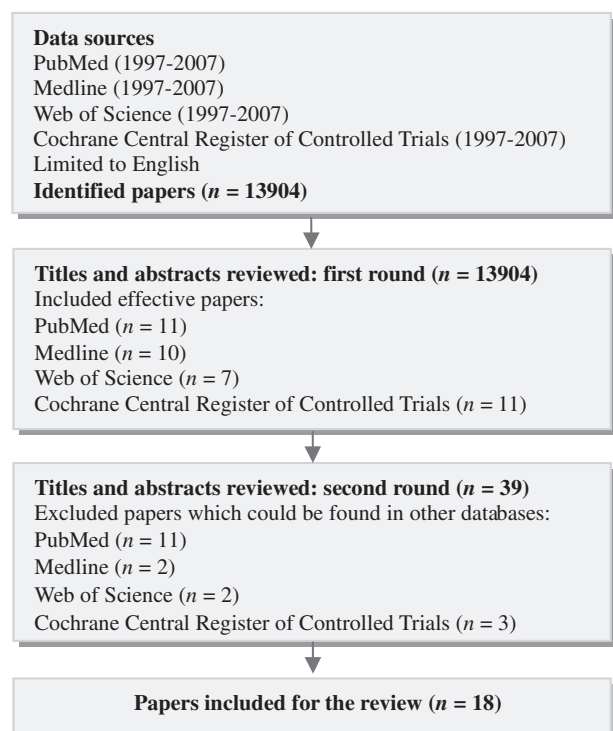 Data sources
PubMed (1997-2007)
Medline (1997-2007)
Web of Science (1997-2007)
Cochrane Central Register of Controlled Trials (1997-2007)
Limited to English
Identified papers (n = 13904)
Titles and abstracts reviewed: first round (n = 13904)
Included effective papers:
PubMed (n = 11)
Medline (n = 10)
Web of Science (n = 7)
Cochrane Central Register of Controlled Trials (n = 11)
Titles and abstracts reviewed: second round (n = 39)
Excluded papers which could be found in other databases:
PubMed (n = 11)
Medline (n = 2)
Web of Science (n = 2)
Cochrane Central Register of Controlled Trials (n = 3)
Papers included for the review (n = 18)